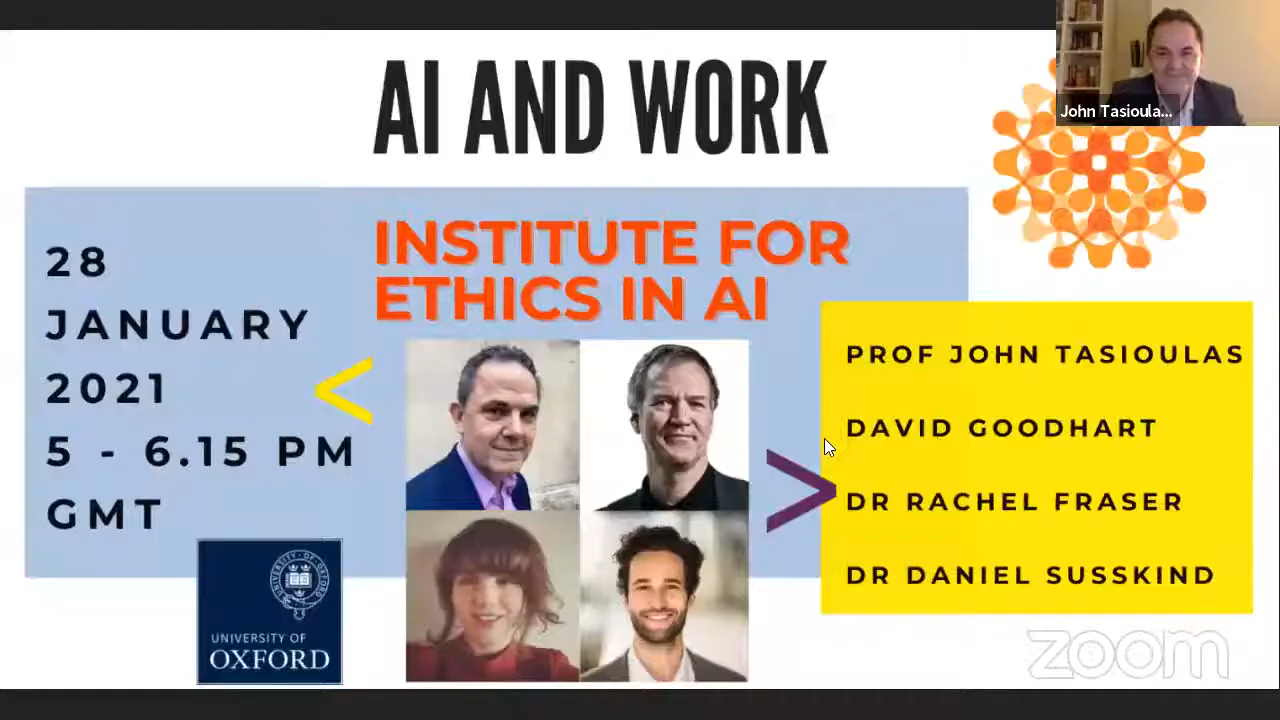 AI AND WORK
John Tasioula...
28
JANUARY
2021
5 - 6.15 PM
GMT
INSTITUTE FOR
ETHICS IN AI
PROF JOHN TASIOULAS
DAVID GOODHART
DR RACHEL FRASER
DR DANIEL SUSSKIND
UNIVERSITY OF
OXFORD
zoom